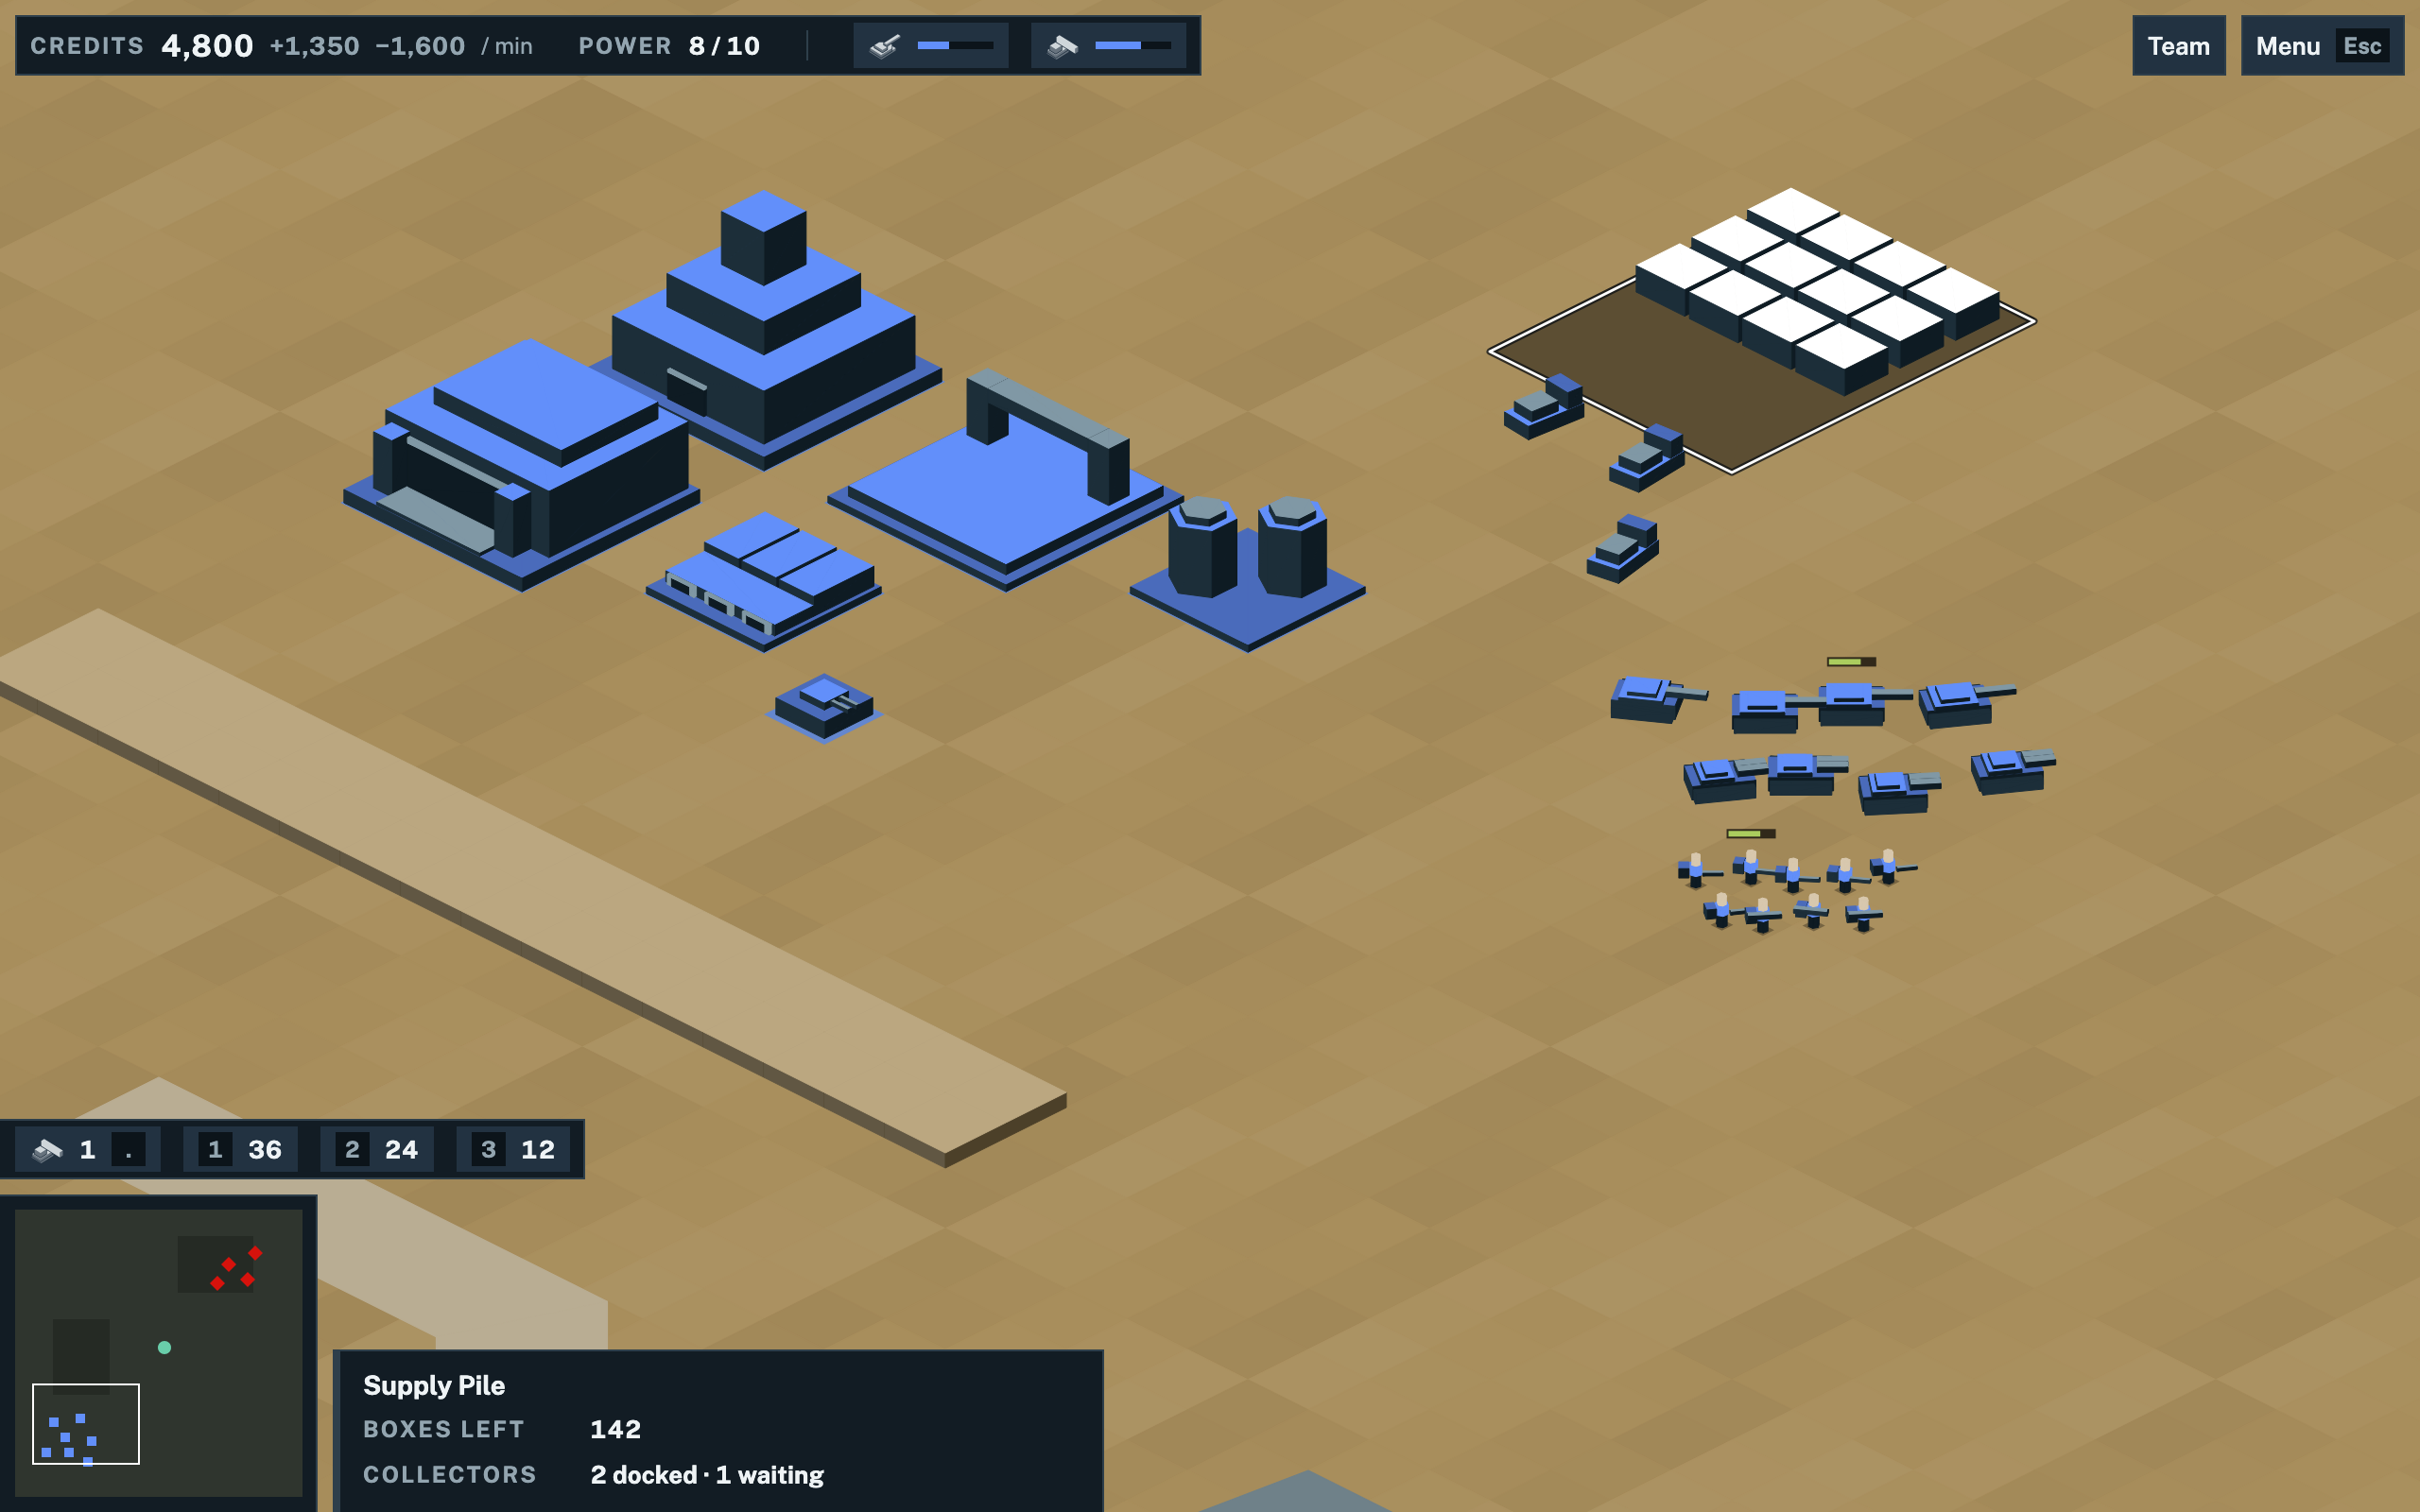 CREDITS 4,800 +1,350 −1,600 / min POWER 8 / 10
Team
Menu Esc
1 .
1 36
2 24
3 12
Supply Pile
BOXES LEFT 142
COLLECTORS 2 docked · 1 waiting